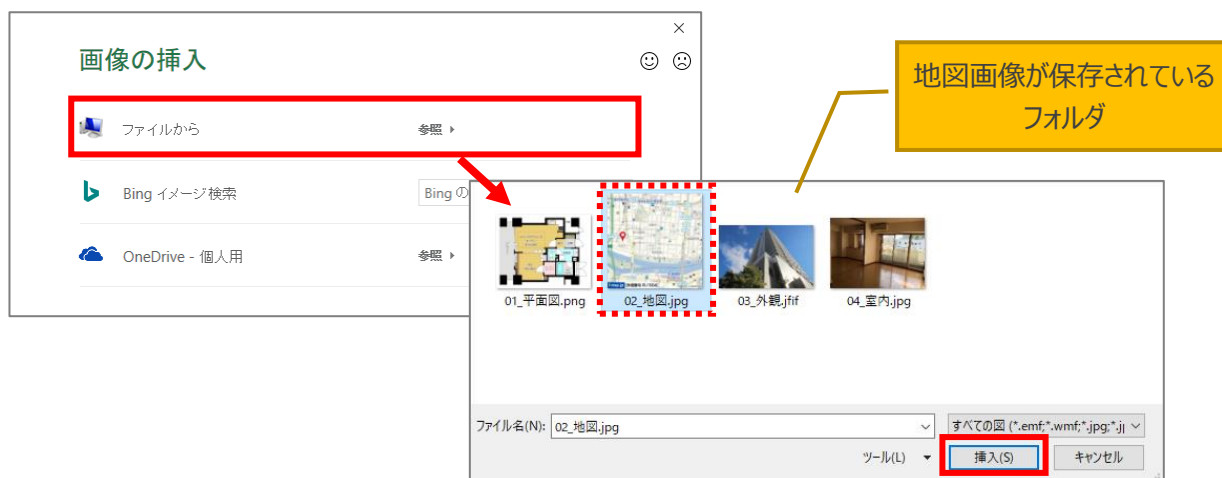 画像の挿入
ファイルから
参照
Bing イメージ検索
Bing の
OneDrive - 個人用
参照
地図画像が保存されている
フォルダ
01_平面図.png
02_地図.jpg
03_外観.jfif
04_室内.jpg
ファイル名(N):
02_地図.jpg
すべての図 (*.emf;*.wmf;*.jpg;*.j
ツール(L)
挿入(S)
キャンセル